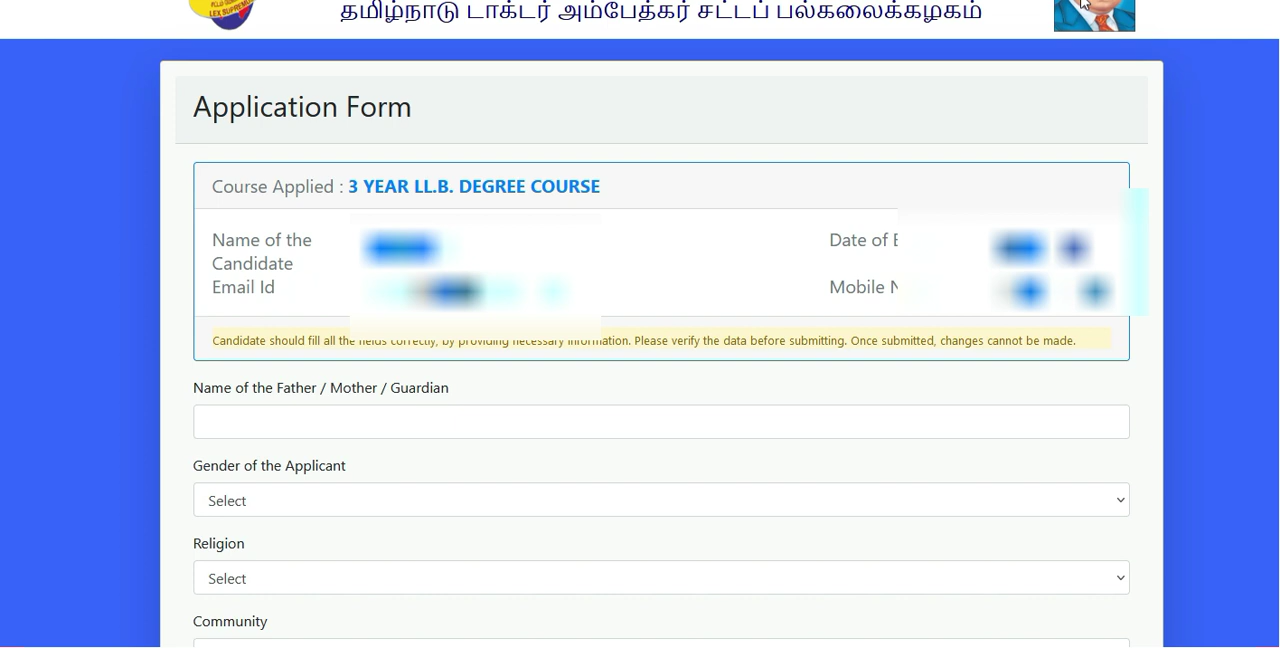 LEX SUPREMUS
தமிழ்நாடு டாக்டர் அம்பேத்கர் சட்டப் பல்கலைக்கழகம்
Application Form
Course Applied : 3 YEAR LL.B. DEGREE COURSE
Name of the Candidate
Date of
Email Id
Mobile
Candidate should fill all the fields correctly, by providing necessary information. Please verify the data before submitting. Once submitted, changes cannot be made.
Name of the Father / Mother / Guardian
Gender of the Applicant
Select
Religion
Select
Community